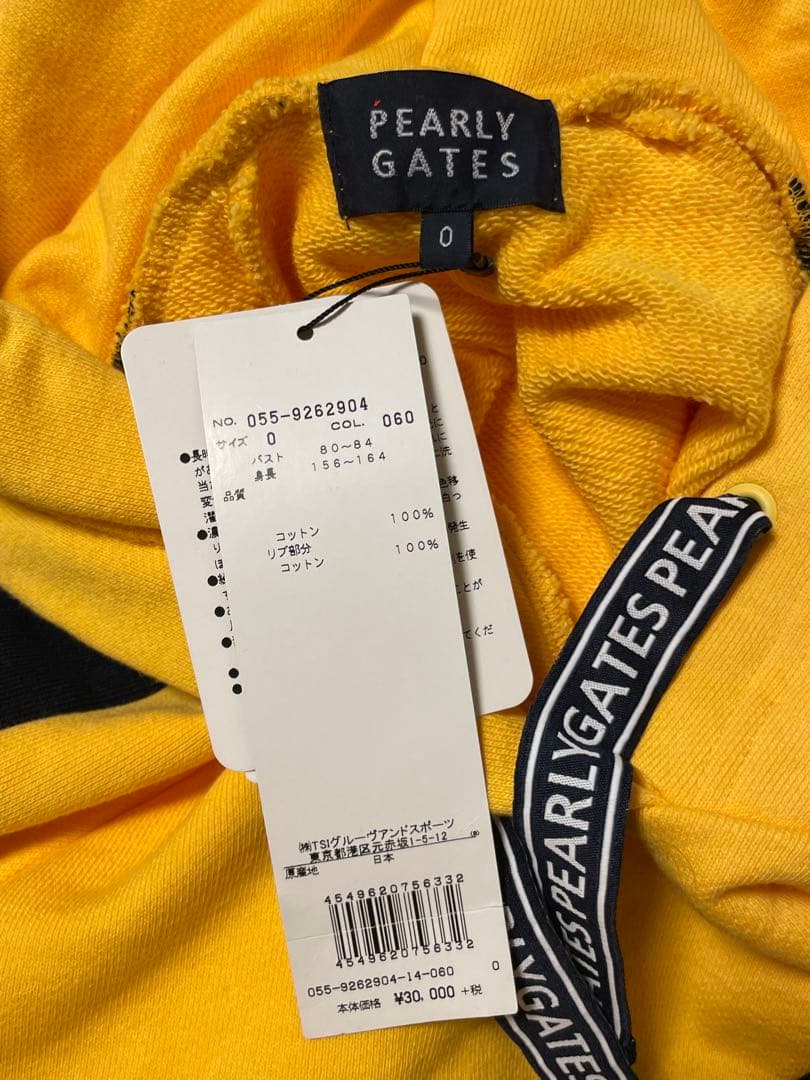 PEARLY
GATES
0
NO. 055-9262904
COL. 060
サイズ 0
バスト 80～84
身長 156～164
品質
コットン 100%
リブ部分
コットン 100%
㈱TSIグルーヴアンドスポーツ
東京都港区元赤坂1-5-12
原産地 日本
4549620756332
4549620756332
055-9262904-14-060 0
本体価格 ¥30,000 +税
PEARLYGATES PEARLYGATES PEAR
LYGATES